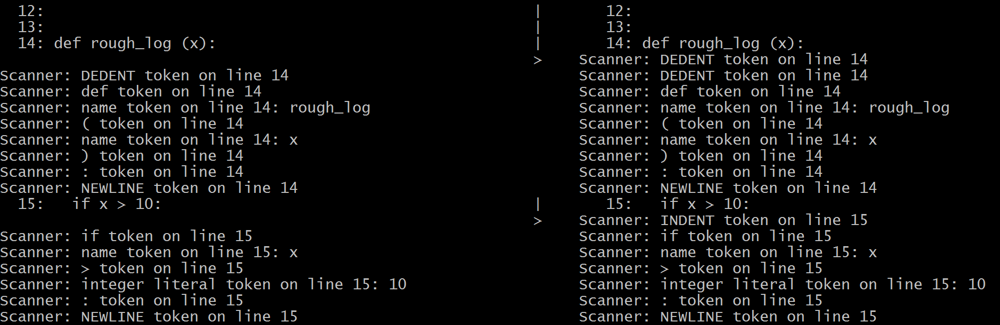 12:                                                      |       12:
  13:                                                      |       13:
  14: def rough_log (x):                                   |       14: def rough_log (x):
                                                           >    Scanner: DEDENT token on line 14
Scanner: DEDENT token on line 14                                Scanner: DEDENT token on line 14
Scanner: def token on line 14                                   Scanner: def token on line 14
Scanner: name token on line 14: rough_log                       Scanner: name token on line 14: rough_log
Scanner: ( token on line 14                                     Scanner: ( token on line 14
Scanner: name token on line 14: x                               Scanner: name token on line 14: x
Scanner: ) token on line 14                                     Scanner: ) token on line 14
Scanner: : token on line 14                                     Scanner: : token on line 14
Scanner: NEWLINE token on line 14                               Scanner: NEWLINE token on line 14
  15:   if x > 10:                                         |       15:   if x > 10:
                                                           >    Scanner: INDENT token on line 15
Scanner: if token on line 15                                    Scanner: if token on line 15
Scanner: name token on line 15: x                               Scanner: name token on line 15: x
Scanner: > token on line 15                                     Scanner: > token on line 15
Scanner: integer literal token on line 15: 10                   Scanner: integer literal token on line 15: 10
Scanner: : token on line 15                                     Scanner: : token on line 15
Scanner: NEWLINE token on line 15                               Scanner: NEWLINE token on line 15